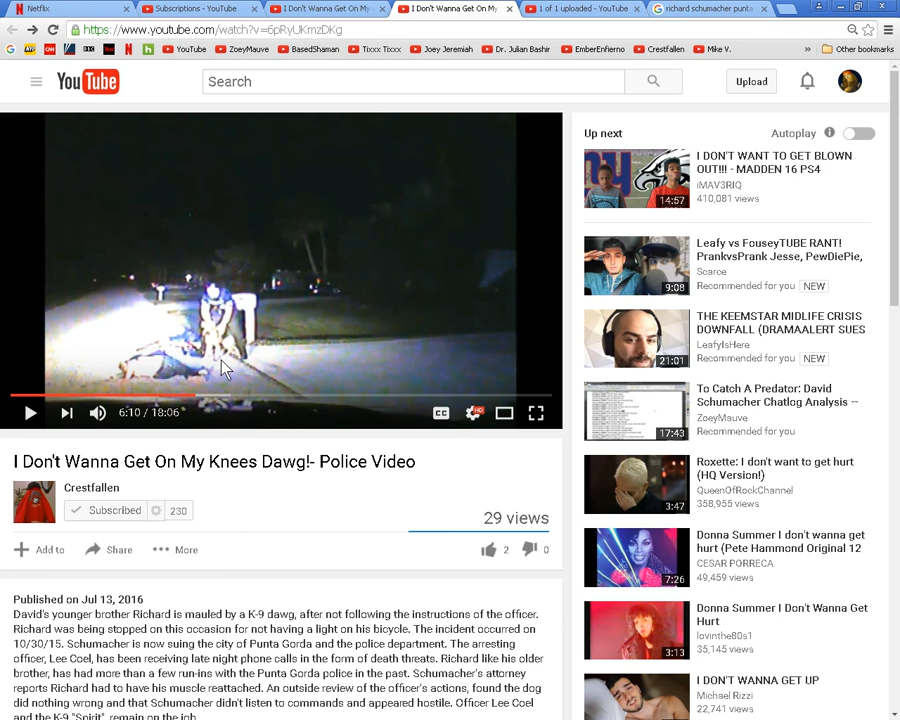 Netflix
Subscriptions - YouTube
I Don't Wanna Get On My
I Don't Wanna Get On My
1 of 1 uploaded - YouTube
richard schumacher punta
https://www.youtube.com/watch?v=6pRyUKmzDKg
YouTube
ZoeyMauve
BasedShaman
Tixxx Tixxx
Joey Jeremiah
Dr. Julian Bashir
EmberEnfierno
Crestfallen
Mike V.
»
Other bookmarks
YouTube
Search
Upload
6:10 / 18:06
CC
HD
I Don't Wanna Get On My Knees Dawg!- Police Video
Crestfallen
Subscribed
230
29 views
Add to
Share
More
2
0
Published on Jul 13, 2016
David's younger brother Richard is mauled by a K-9 dawg, after not following the instructions of the officer.
Richard was being stopped on this occasion for not having a light on his bicycle. The incident occurred on
10/30/15. Schumacher is now suing the city of Punta Gorda and the police department. The arresting
officer, Lee Coel, has been receiving late night phone calls in the form of death threats. Richard like his older
brother, has had more than a few run-ins with the Punta Gorda police in the past. Schumacher's attorney
reports Richard had to have his muscle reattached. An outside review of the officer's actions, found the dog
did nothing wrong and that Schumacher didn't listen to commands and appeared hostile. Officer Lee Coel
and the K-9 "Spirit", remain on the job.
Up next
Autoplay
I DON'T WANT TO GET BLOWN
OUT!!! - MADDEN 16 PS4
iMAV3RIQ
410,081 views
14:57
Leafy vs FouseyTUBE RANT!
PrankvsPrank Jesse, PewDiePie,
Scarce
Recommended for you NEW
9:08
THE KEEMSTAR MIDLIFE CRISIS
DOWNFALL (DRAMAALERT SUES
LeafyIsHere
Recommended for you NEW
21:01
To Catch A Predator: David
Schumacher Chatlog Analysis --
ZoeyMauve
Recommended for you
17:43
Roxette: I don't want to get hurt
(HQ Version!)
QueenOfRockChannel
358,955 views
3:47
Donna Summer I don't wanna get
hurt (Pete Hammond Original 12
CESAR PORRECA
49,459 views
7:26
Donna Summer I Don't Wanna Get
Hurt
lovinthe80s1
35,145 views
3:13
I DON'T WANNA GET UP
Michael Rizzi
22,741 views